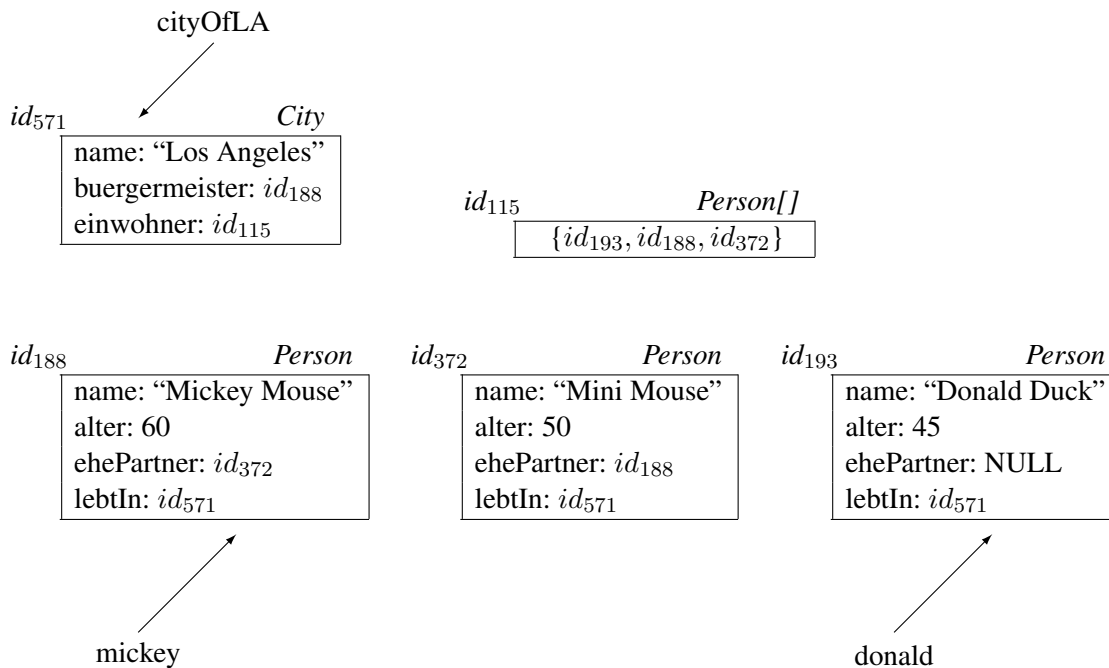 cityOfLA
id571 City
name: “Los Angeles”
buergermeister: id188
einwohner: id115
id115 Person[]
{id193, id188, id372}
id188 Person
name: “Mickey Mouse”
alter: 60
ehePartner: id372
lebtIn: id571
id372 Person
name: “Mini Mouse”
alter: 50
ehePartner: id188
lebtIn: id571
id193 Person
name: “Donald Duck”
alter: 45
ehePartner: NULL
lebtIn: id571
mickey
donald